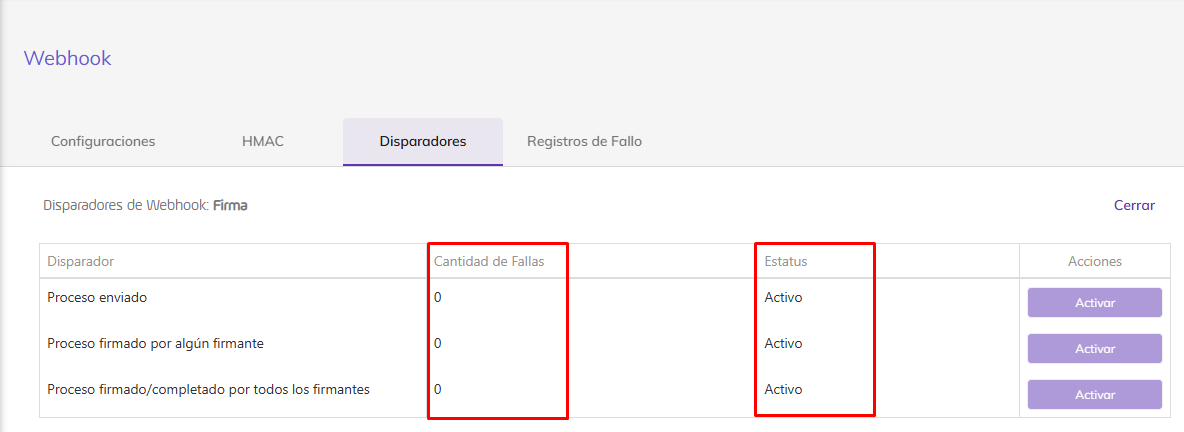 Webhook
Configuraciones HMAC Disparadores Registros de Fallo
Disparadores de Webhook: Firma Cerrar
Disparador Cantidad de Fallas Estatus Acciones
Proceso enviado 0 Activo Activar
Proceso firmado por algún firmante 0 Activo Activar
Proceso firmado/completado por todos los firmantes 0 Activo Activar